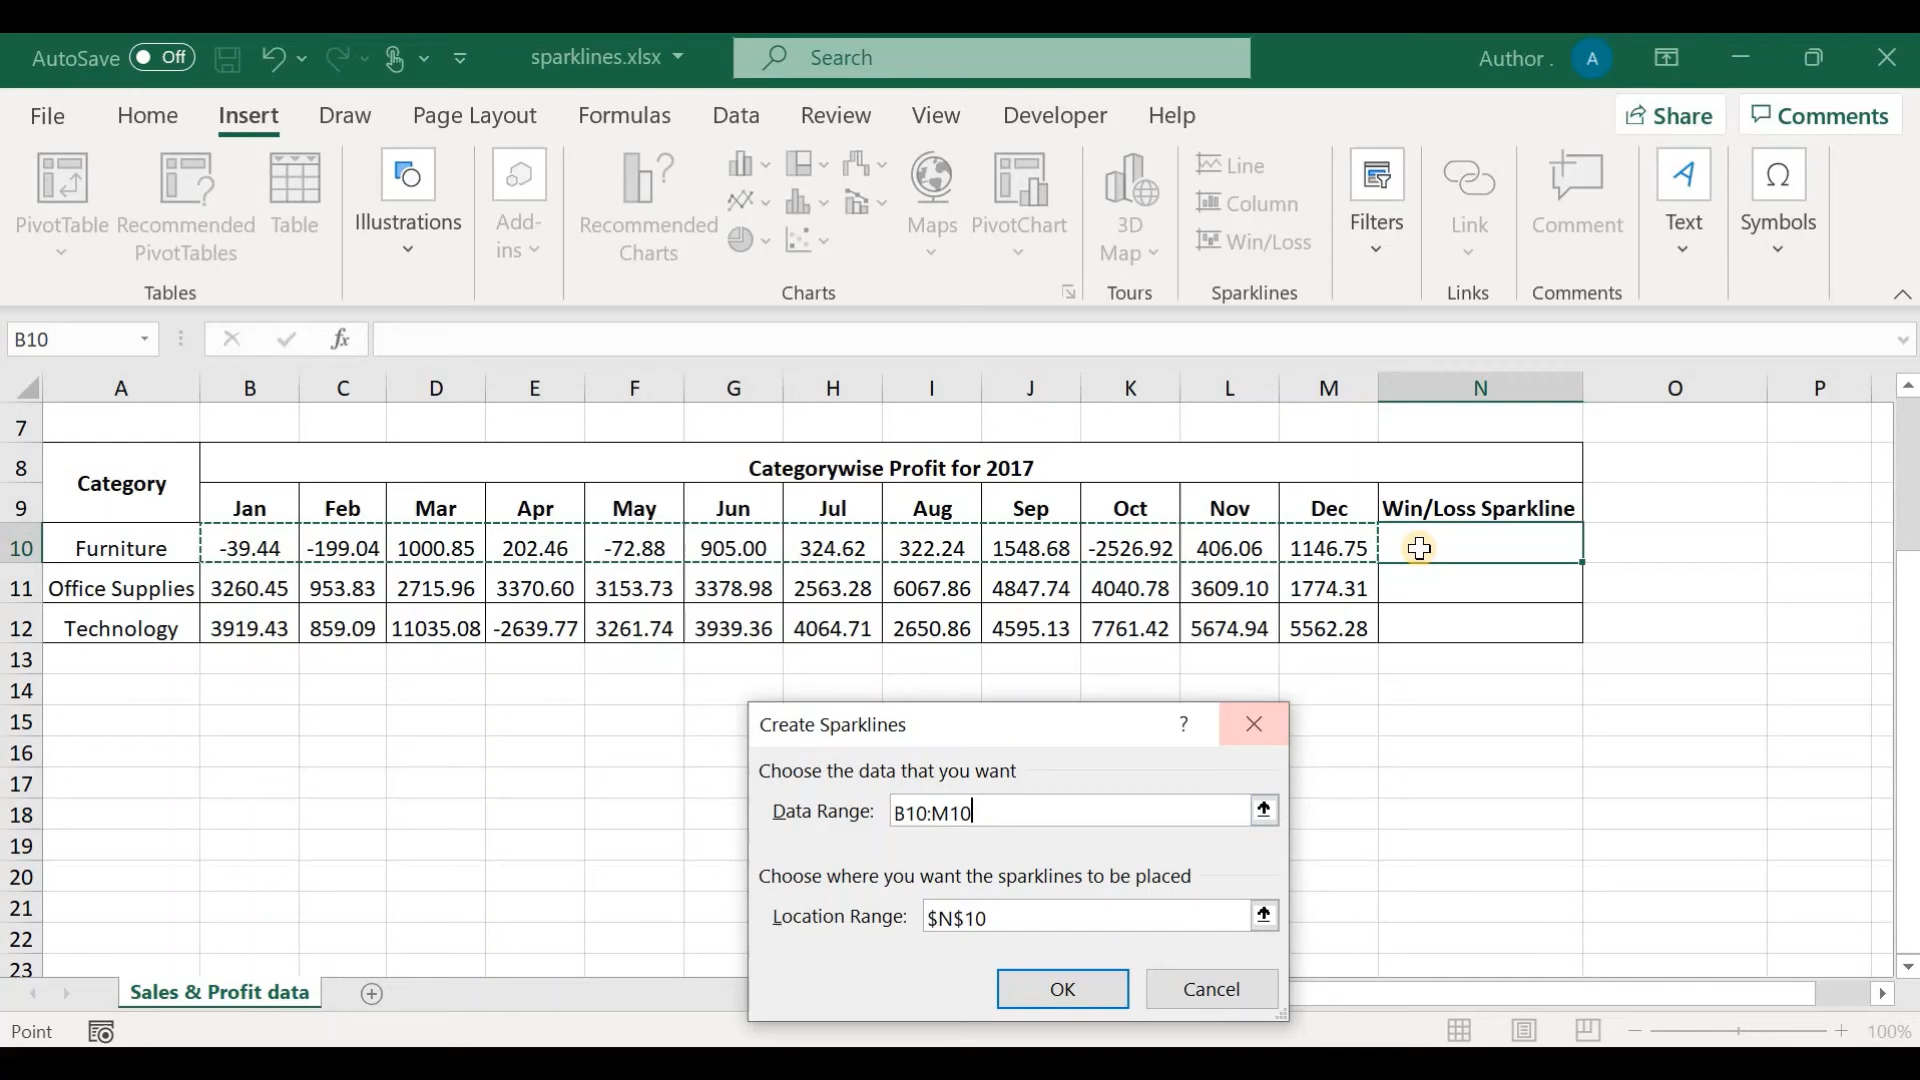 AutoSave Off sparklines.xlsx Search Author . A
File Home Insert Draw Page Layout Formulas Data Review View Developer Help Share Comments
PivotTable Recommended PivotTables Table Illustrations Add-ins Recommended Charts Maps PivotChart 3D Map Line Column Win/Loss Filters Link Comment Text Symbols
Tables Charts Tours Sparklines Links Comments
B10 fx
A B C D E F G H I J K L M N O P
7
8 Category Categorywise Profit for 2017
9 Jan Feb Mar Apr May Jun Jul Aug Sep Oct Nov Dec Win/Loss Sparkline
10 Furniture -39.44 -199.04 1000.85 202.46 -72.88 905.00 324.62 322.24 1548.68 -2526.92 406.06 1146.75
11 Office Supplies 3260.45 953.83 2715.96 3370.60 3153.73 3378.98 2563.28 6067.86 4847.74 4040.78 3609.10 1774.31
12 Technology 3919.43 859.09 11035.08 -2639.77 3261.74 3939.36 4064.71 2650.86 4595.13 7761.42 5674.94 5562.28
13
14
15
16
17
18
19
20
21
22
23
Create Sparklines ?
Choose the data that you want
Data Range: B10:M10
Choose where you want the sparklines to be placed
Location Range: $N$10
OK Cancel
Sales & Profit data
Point 100%